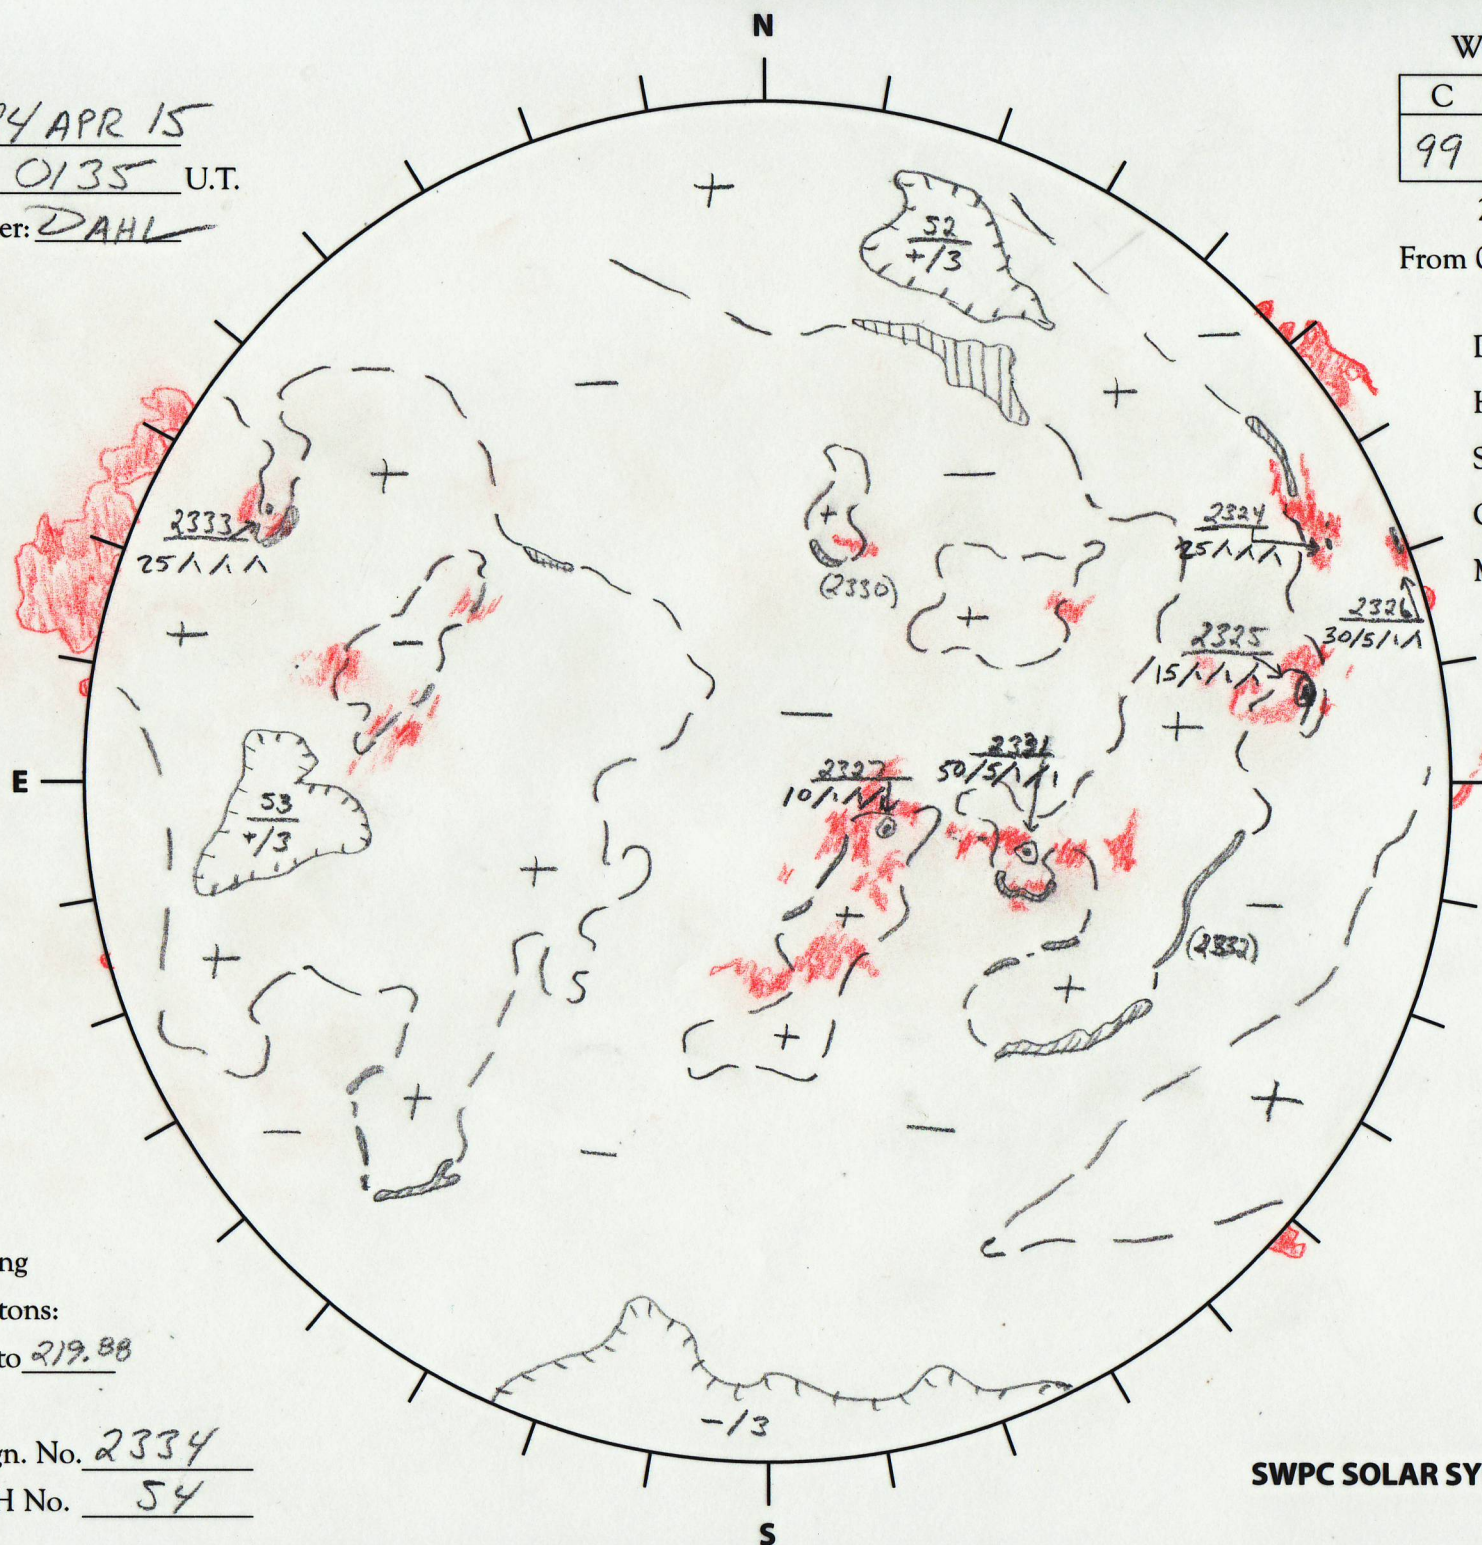 N
W
C
99
24 APR 15
0135 U.T.
er: DAHL
From 0
+
52
+/3
-
-
+
+
-
2333
25/λ/λ/λ
2324
25/λ/λ/λ
+
(2330)
+
+
-
2326
30/5/λ/λ
2325
/15/λ/λ/λ
-
+
E
53
+/3
2327
10/λ/λ/λ
2331
50/5/λ/λ/λ
+
+
-
(2332)
+
+
+
+
+
-
-
-
ng
tons:
to 219.88
-/3
gn. No. 2334
H No. 54
SWPC SOLAR SY
S